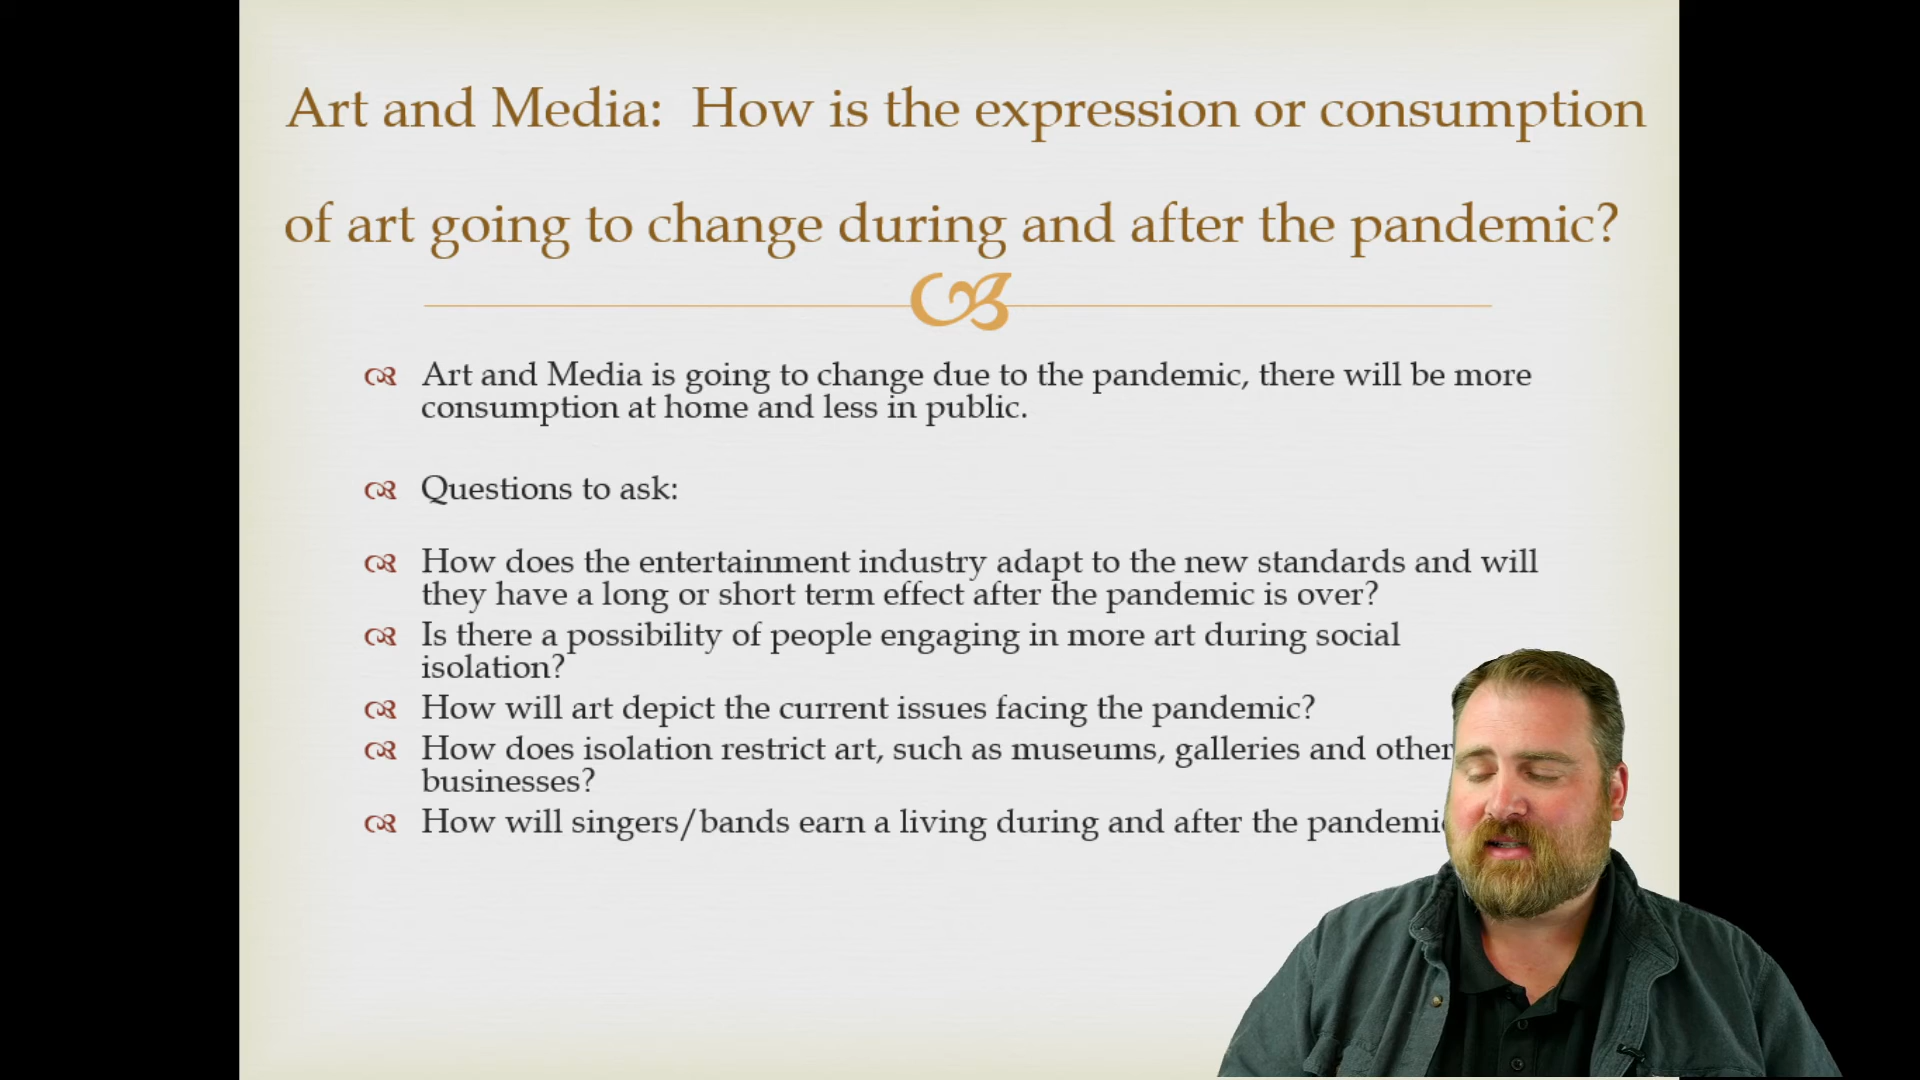 Art and Media:  How is the expression or consumption
of art going to change during and after the pandemic?
Art and Media is going to change due to the pandemic, there will be more
consumption at home and less in public.
Questions to ask:
How does the entertainment industry adapt to the new standards and will
they have a long or short term effect after the pandemic is over?
Is there a possibility of people engaging in more art during social
isolation?
How will art depict the current issues facing the pandemic?
How does isolation restrict art, such as museums, galleries and other
businesses?
How will singers/bands earn a living during and after the